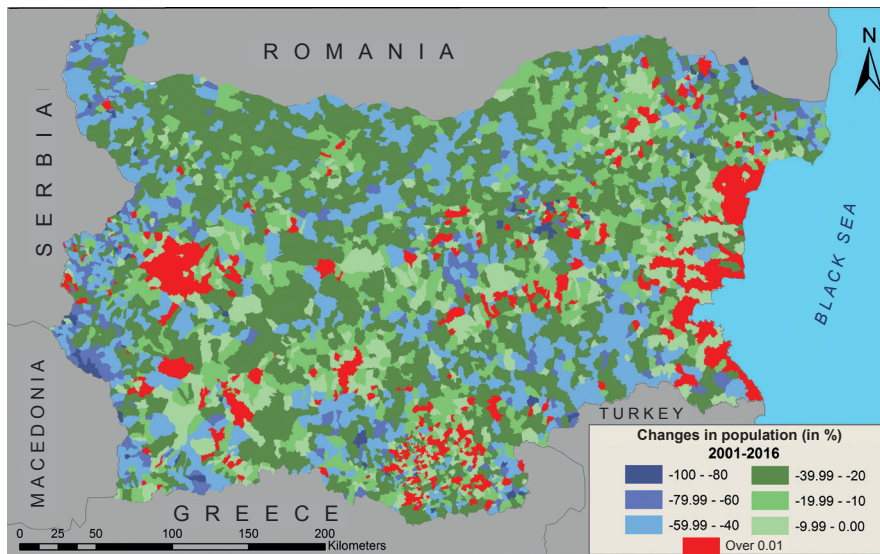 ROMANIA
N
SERBIA
BLACK SEA
MACEDONIA
TURKEY
GREECE
Changes in population (in %)
2001-2016
-100 - -80
-39.99 - -20
-79.99 - -60
-19.99 - -10
-59.99 - -40
-9.99 - 0.00
Over 0.01
0 25 50 100 150 200
Kilometers